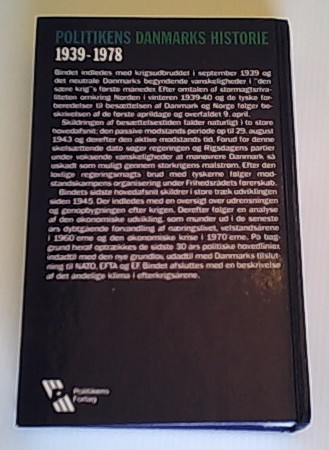 POLITIKENS DANMARKS HISTORIE
1939-1978
Bindet indledes med krigsudbruddet i september 1939 og
det neutrale Danmarks begyndende vanskeligheder i "den
sære krig"s første måneder. Efter omtalen af stormagtsriva-
liteten omkring Norden i vinteren 1939-40 og de tyske for-
beredelser til besættelsen af Danmark og Norge følger be-
skrivelsen af de første aprildage og overfaldet 9. april.
Skildringen af besættelsestiden falder naturligt i to store
hovedafsnit: den passive modstands periode op til 29. august
1943 og derefter den aktive modstands tid. Forud for denne
skelsættende dato søger regeringen og Rigsdagens partier
under voksende vanskeligheder at manøvrere Danmark så
uskadt som muligt gennem storkrigens malstrøm. Efter den
lovlige regeringsmagts brud med tyskerne følger mod-
standskampens organisering under Frihedsrådets førerskab.
Bindets sidste hovedafsnit skildrer i store træk udviklingen
siden 1945. Der indledes med en oversigt over udrensningen
og genopbygningen efter krigen. Derefter følger en analyse
af den økonomiske udvikling, som munder ud i de seneste
års dybtgående forvandling af næringslivet, velstandsårene
i 1960'erne og den økonomiske krise i 1970'erne. På bag-
grund heraf optrækkes de sidste 30 års politiske hovedlinier,
indadtil med den nye grundlov, udadtil med Danmarks tilslut-
ning til NATO, EFTA og EF. Bindet afsluttes med en beskrivelse
af det åndelige klima i efterkrigsårene.
Politikens
Forlag